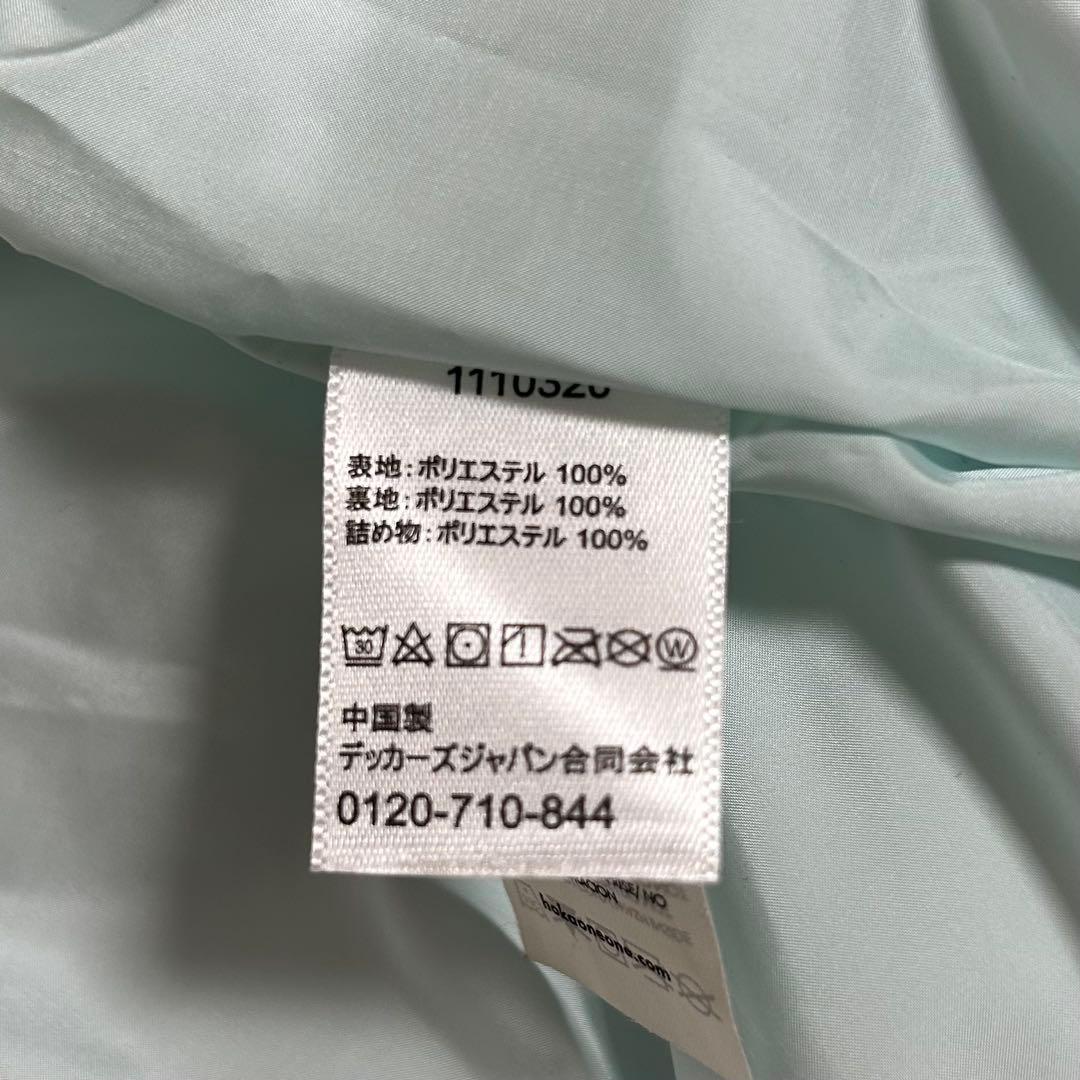 1110320
表地:ポリエステル 100%
裏地:ポリエステル 100%
詰め物:ポリエステル 100%
30
W
中国製
デッカーズジャパン合同会社
0120-710-844
hokaoneone.com